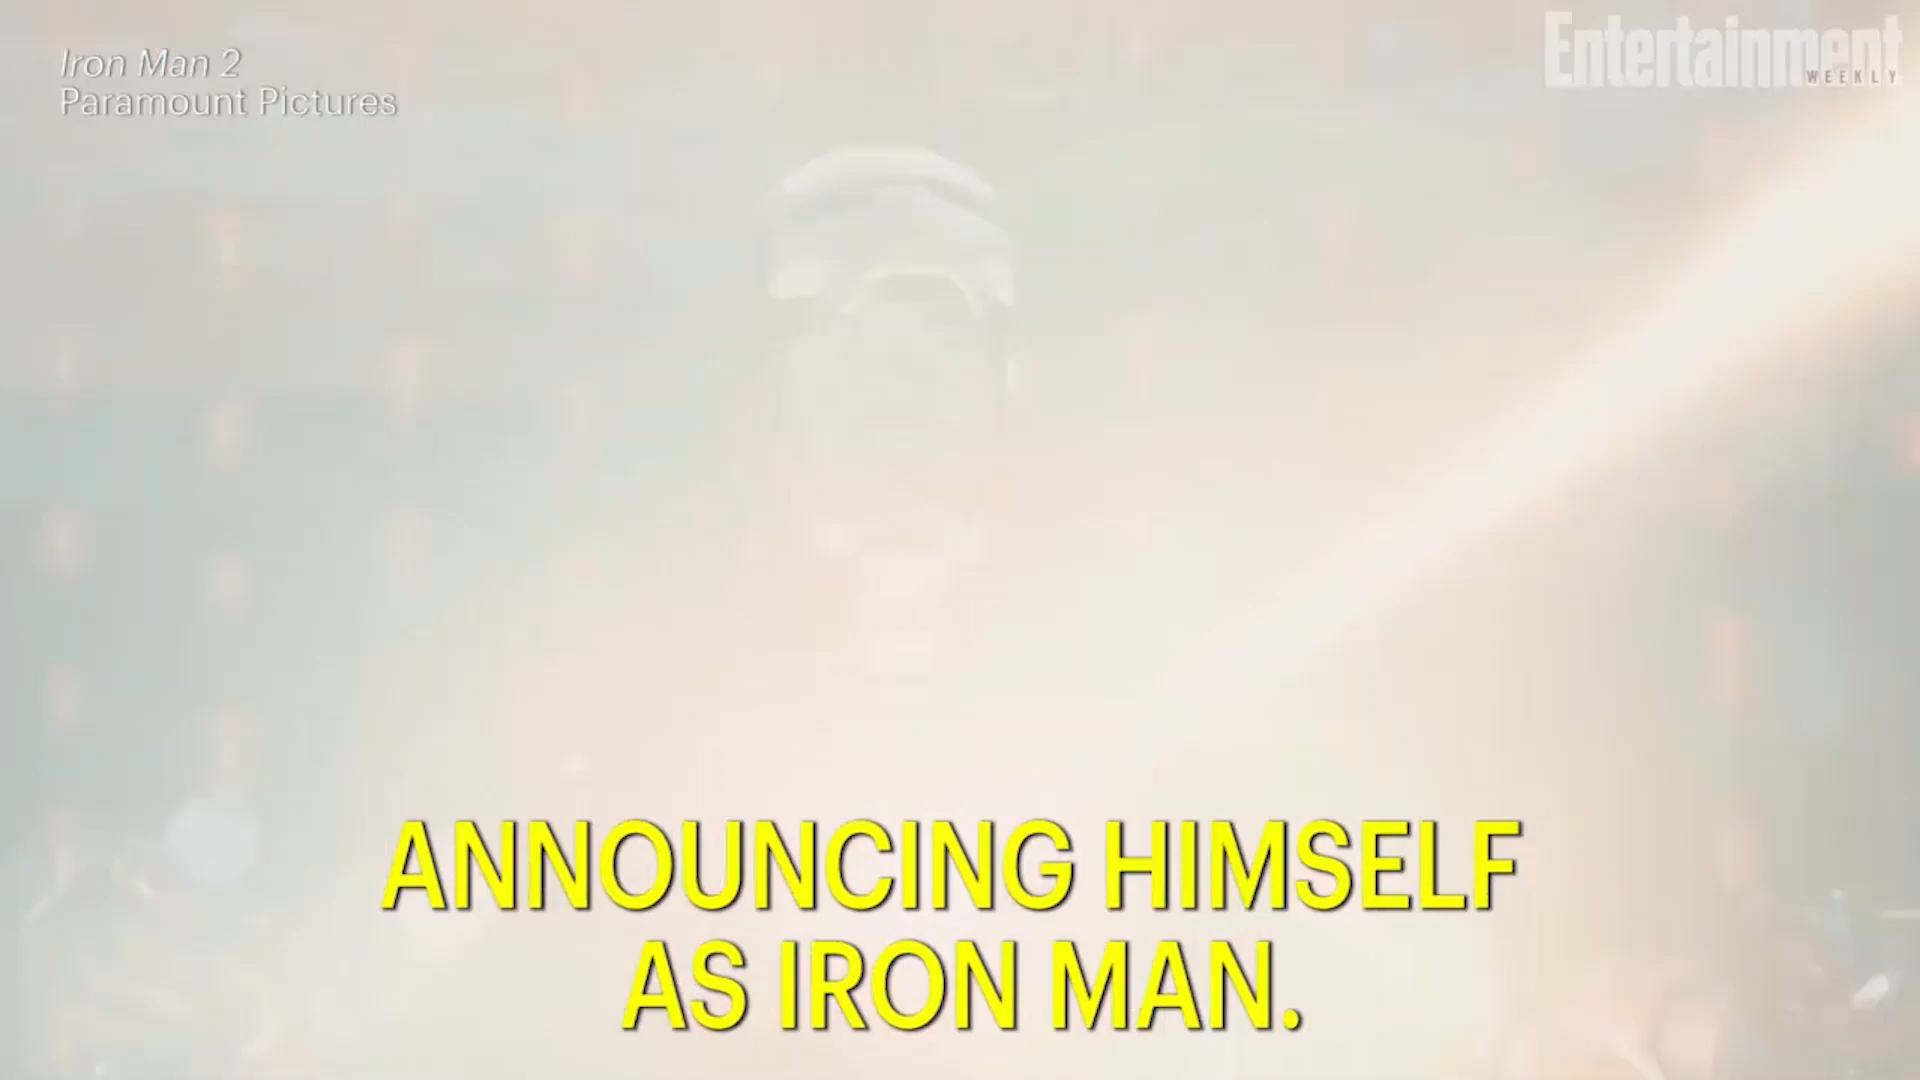 Iron Man 2
Paramount Pictures
Entertainment
WEEKLY
ANNOUNCING HIMSELF
AS IRON MAN.